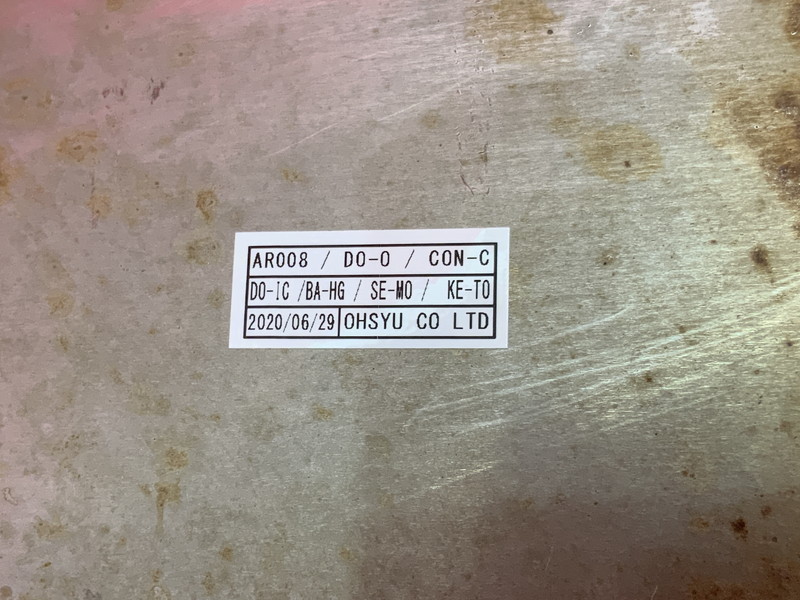 AR008 / DO-O / CON-C
DO-IC /BA-HG / SE-MO / KE-TO
2020/06/29 OHSYU CO LTD